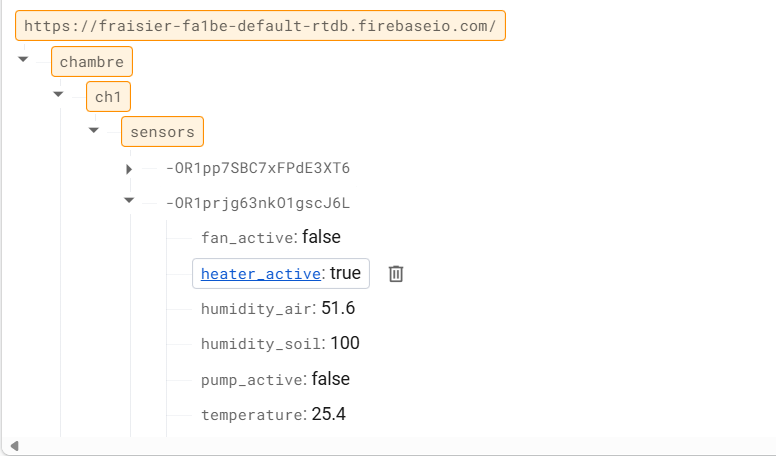 https://fraisier-fa1be-default-rtdb.firebaseio.com/
chambre
ch1
sensors
-OR1pp7SBC7xFPdE3XT6
-OR1prjg63nkO1gscJ6L
fan_active: false
heater_active: true
humidity_air: 51.6
humidity_soil: 100
pump_active: false
temperature: 25.4